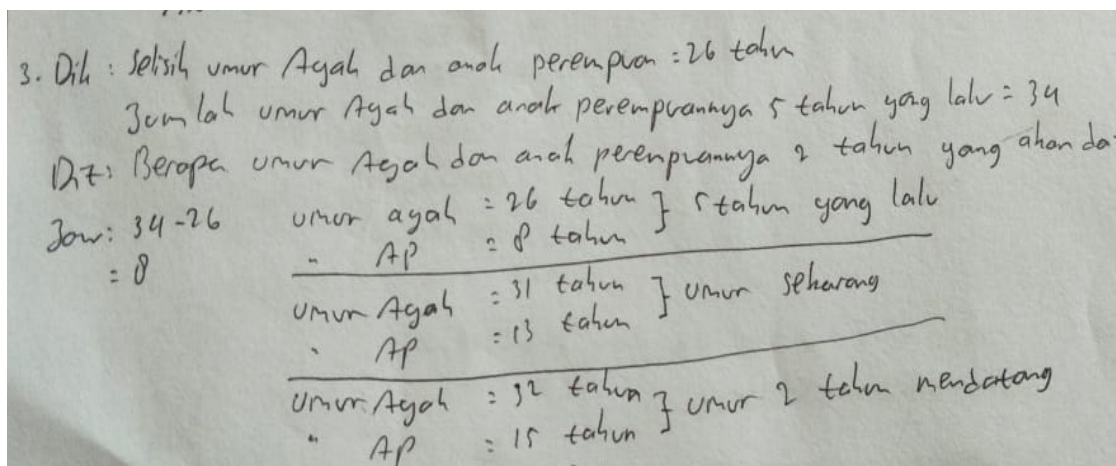 3. Dik : Selisih umur Ayah dan anak perempuan = 26 tahun
Jumlah umur Ayah dan anak perempuannya 5 tahun yang lalu = 34
Dit: Berapa umur Ayah dan anak perempuannya 2 tahun yang akan da
Jaw: 34-26 umur ayah = 26 tahun } 5 tahun yang lalu
= 8 " AP = 8 tahun
Umur Ayah = 31 tahun } umur sekarang
" AP = 13 tahun
Umur Ayah = 32 tahun } umur 2 tahun mendatang
" AP = 15 tahun